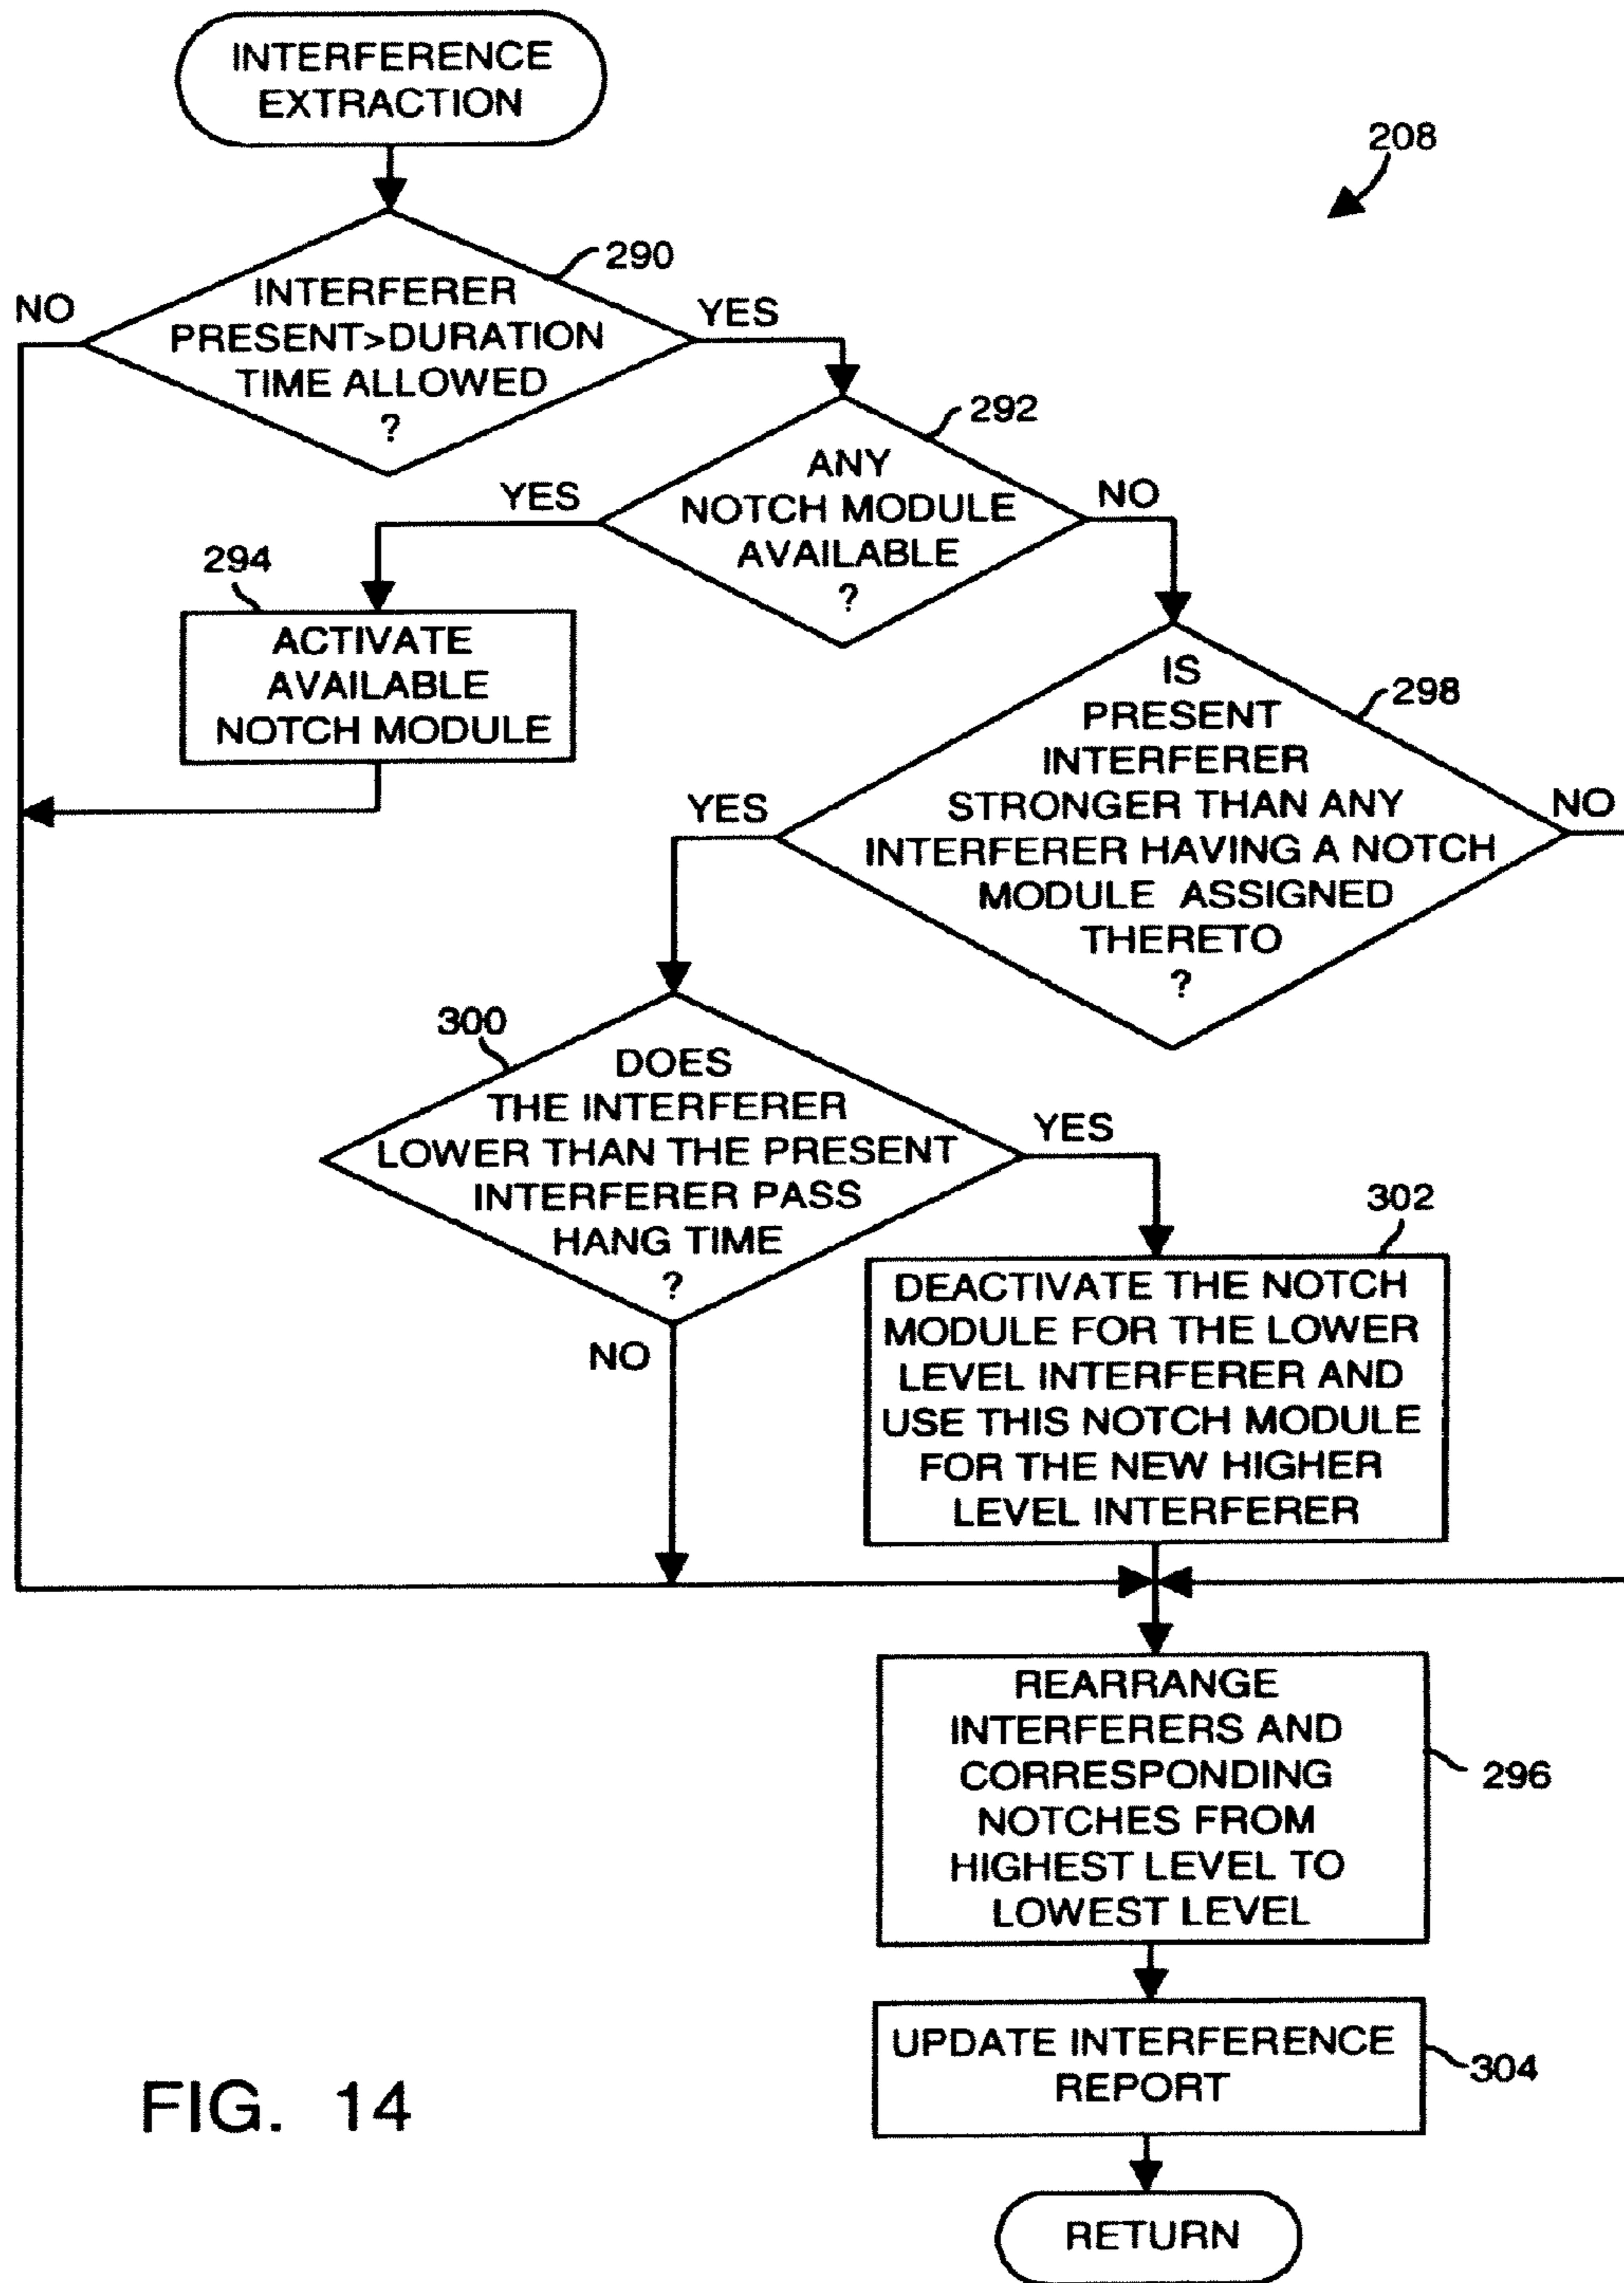 INTERFERENCE
EXTRACTION
208
290
NO
INTERFERER
PRESENT>DURATION
TIME ALLOWED
?
YES
292
ANY
NOTCH MODULE
AVAILABLE
?
YES
NO
294
ACTIVATE
AVAILABLE
NOTCH MODULE
298
IS
PRESENT
INTERFERER
STRONGER THAN ANY
INTERFERER HAVING A NOTCH
MODULE ASSIGNED
THERETO
?
YES
NO
300
DOES
THE INTERFERER
LOWER THAN THE PRESENT
INTERFERER PASS
HANG TIME
?
YES
NO
302
DEACTIVATE THE NOTCH
MODULE FOR THE LOWER
LEVEL INTERFERER AND
USE THIS NOTCH MODULE
FOR THE NEW HIGHER
LEVEL INTERFERER
REARRANGE
INTERFERERS AND
CORRESPONDING
NOTCHES FROM
HIGHEST LEVEL TO
LOWEST LEVEL
296
UPDATE INTERFERENCE
REPORT
304
RETURN
FIG. 14